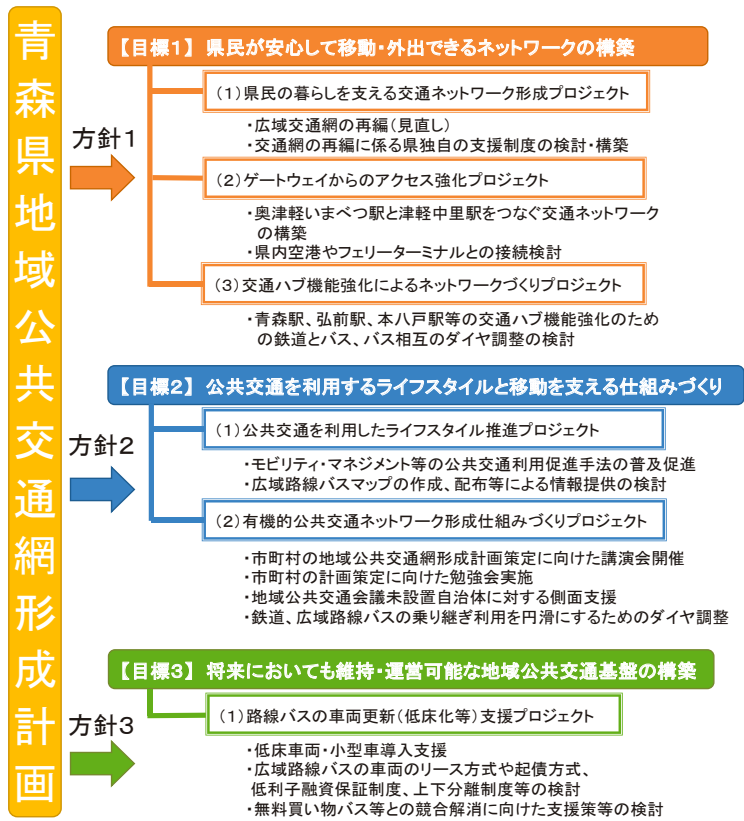 青森県地域公共交通網形成計画
方針1
【目標1】 県民が安心して移動・外出できるネットワークの構築
(1)県民の暮らしを支える交通ネットワーク形成プロジェクト
・広域交通網の再編(見直し)
・交通網の再編に係る県独自の支援制度の検討・構築
(2)ゲートウェイからのアクセス強化プロジェクト
・奥津軽いまべつ駅と津軽中里駅をつなぐ交通ネットワーク
の構築
・県内空港やフェリーターミナルとの接続検討
(3)交通ハブ機能強化によるネットワークづくりプロジェクト
・青森駅、弘前駅、本八戸駅等の交通ハブ機能強化のため
の鉄道とバス、バス相互のダイヤ調整の検討
方針2
【目標2】 公共交通を利用するライフスタイルと移動を支える仕組みづくり
(1)公共交通を利用したライフスタイル推進プロジェクト
・モビリティ・マネジメント等の公共交通利用促進手法の普及促進
・広域路線バスマップの作成、配布等による情報提供の検討
(2)有機的公共交通ネットワーク形成仕組みづくりプロジェクト
・市町村の地域公共交通網形成計画策定に向けた講演会開催
・市町村の計画策定に向けた勉強会実施
・地域公共交通会議未設置自治体に対する側面支援
・鉄道、広域路線バスの乗り継ぎ利用を円滑にするためのダイヤ調整
方針3
【目標3】 将来においても維持・運営可能な地域公共交通基盤の構築
(1)路線バスの車両更新(低床化等)支援プロジェクト
・低床車両・小型車導入支援
・広域路線バスの車両のリース方式や起債方式、
低利子融資保証制度、上下分離制度等の検討
・無料買い物バス等との競合解消に向けた支援策等の検討